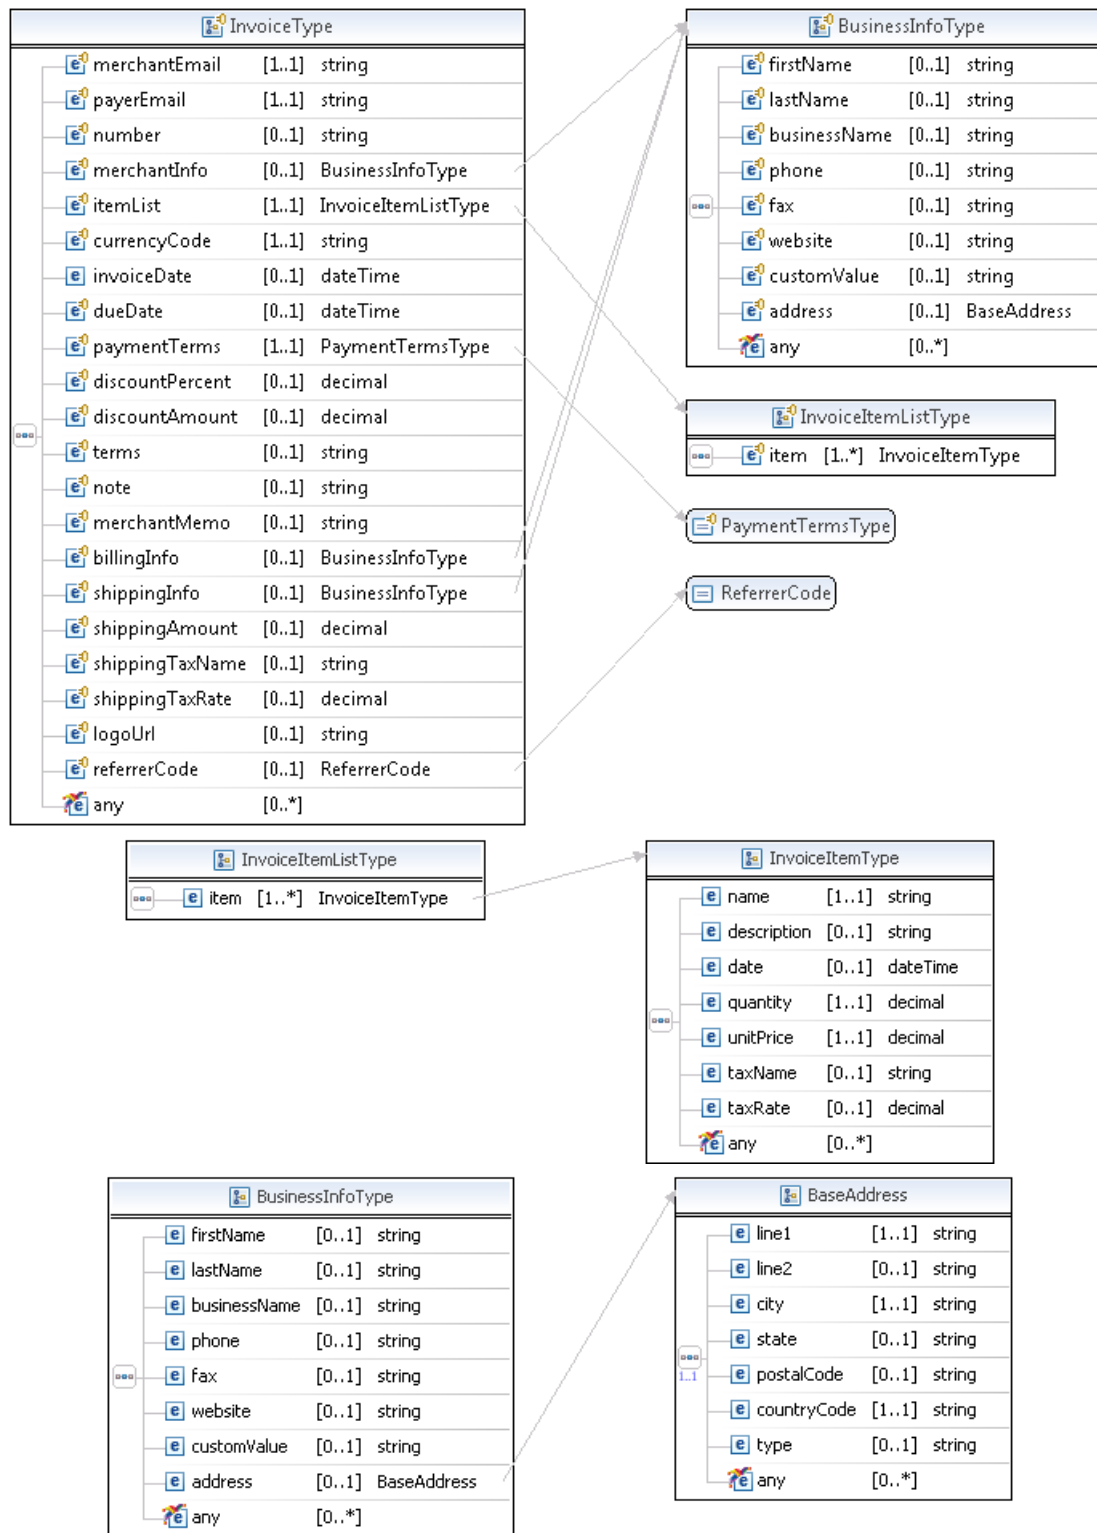 InvoiceType
merchantEmail [1..1] string
payerEmail [1..1] string
number [0..1] string
merchantInfo [0..1] BusinessInfoType
itemList [1..1] InvoiceItemListType
currencyCode [1..1] string
invoiceDate [0..1] dateTime
dueDate [0..1] dateTime
paymentTerms [1..1] PaymentTermsType
discountPercent [0..1] decimal
discountAmount [0..1] decimal
terms [0..1] string
note [0..1] string
merchantMemo [0..1] string
billingInfo [0..1] BusinessInfoType
shippingInfo [0..1] BusinessInfoType
shippingAmount [0..1] decimal
shippingTaxName [0..1] string
shippingTaxRate [0..1] decimal
logoUrl [0..1] string
referrerCode [0..1] ReferrerCode
any [0..*]
BusinessInfoType
firstName [0..1] string
lastName [0..1] string
businessName [0..1] string
phone [0..1] string
fax [0..1] string
website [0..1] string
customValue [0..1] string
address [0..1] BaseAddress
any [0..*]
InvoiceItemListType
item [1..*] InvoiceItemType
PaymentTermsType
ReferrerCode
InvoiceItemListType
item [1..*] InvoiceItemType
InvoiceItemType
name [1..1] string
description [0..1] string
date [0..1] dateTime
quantity [1..1] decimal
unitPrice [1..1] decimal
taxName [0..1] string
taxRate [0..1] decimal
any [0..*]
BusinessInfoType
firstName [0..1] string
lastName [0..1] string
businessName [0..1] string
phone [0..1] string
fax [0..1] string
website [0..1] string
customValue [0..1] string
address [0..1] BaseAddress
any [0..*]
BaseAddress
line1 [1..1] string
line2 [0..1] string
city [1..1] string
state [0..1] string
1..1
postalCode [0..1] string
countryCode [1..1] string
type [0..1] string
any [0..*]